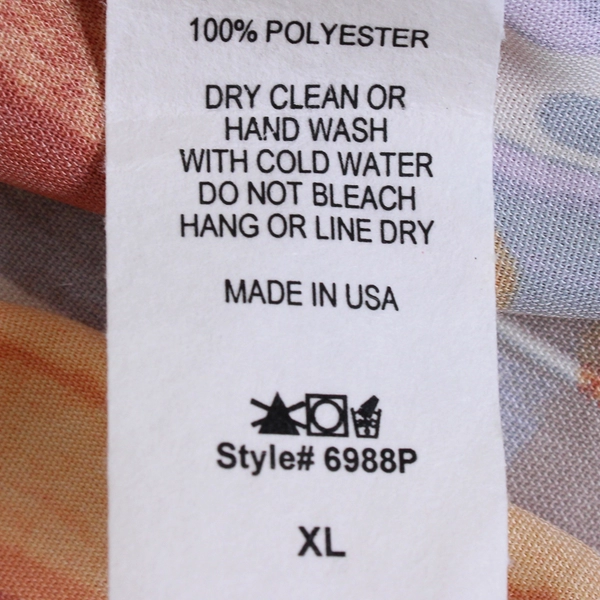 100% POLYESTER
DRY CLEAN OR
HAND WASH
WITH COLD WATER
DO NOT BLEACH
HANG OR LINE DRY
MADE IN USA
Style# 6988P
XL